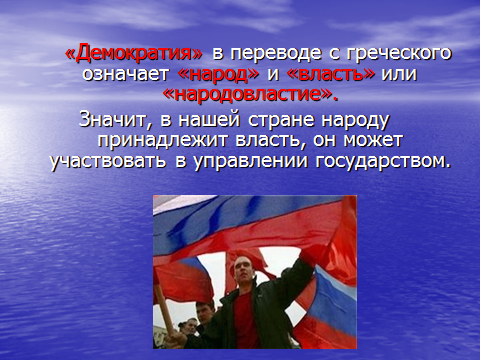 «Демократия» в переводе с греческого
означает «народ» и «власть» или
«народовластие».
Значит, в нашей стране народу
принадлежит власть, он может
участвовать в управлении государством.